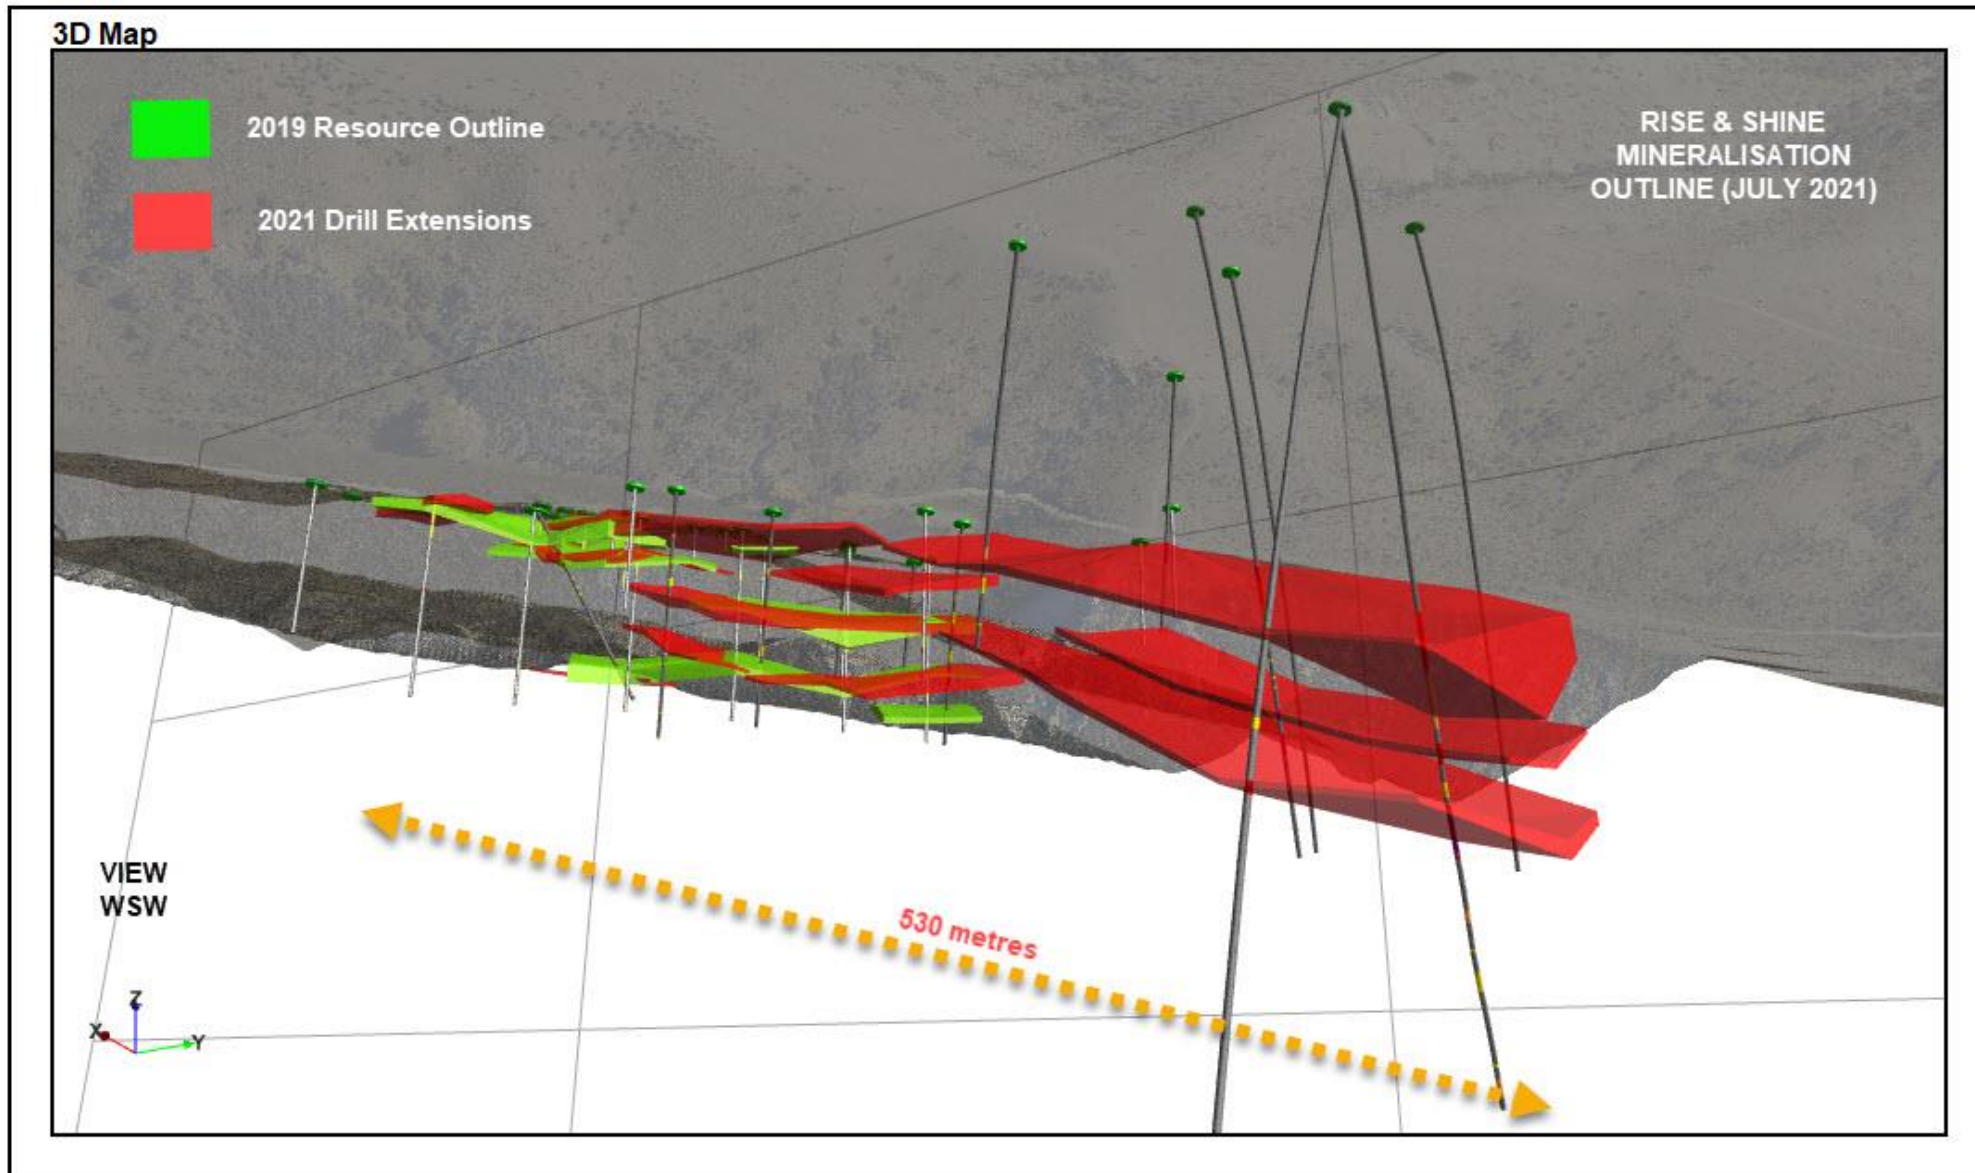 3D Map
2019 Resource Outline
2021 Drill Extensions
RISE & SHINE
MINERALISATION
OUTLINE (JULY 2021)
530 metres
VIEW
WSW
Z
X
Y